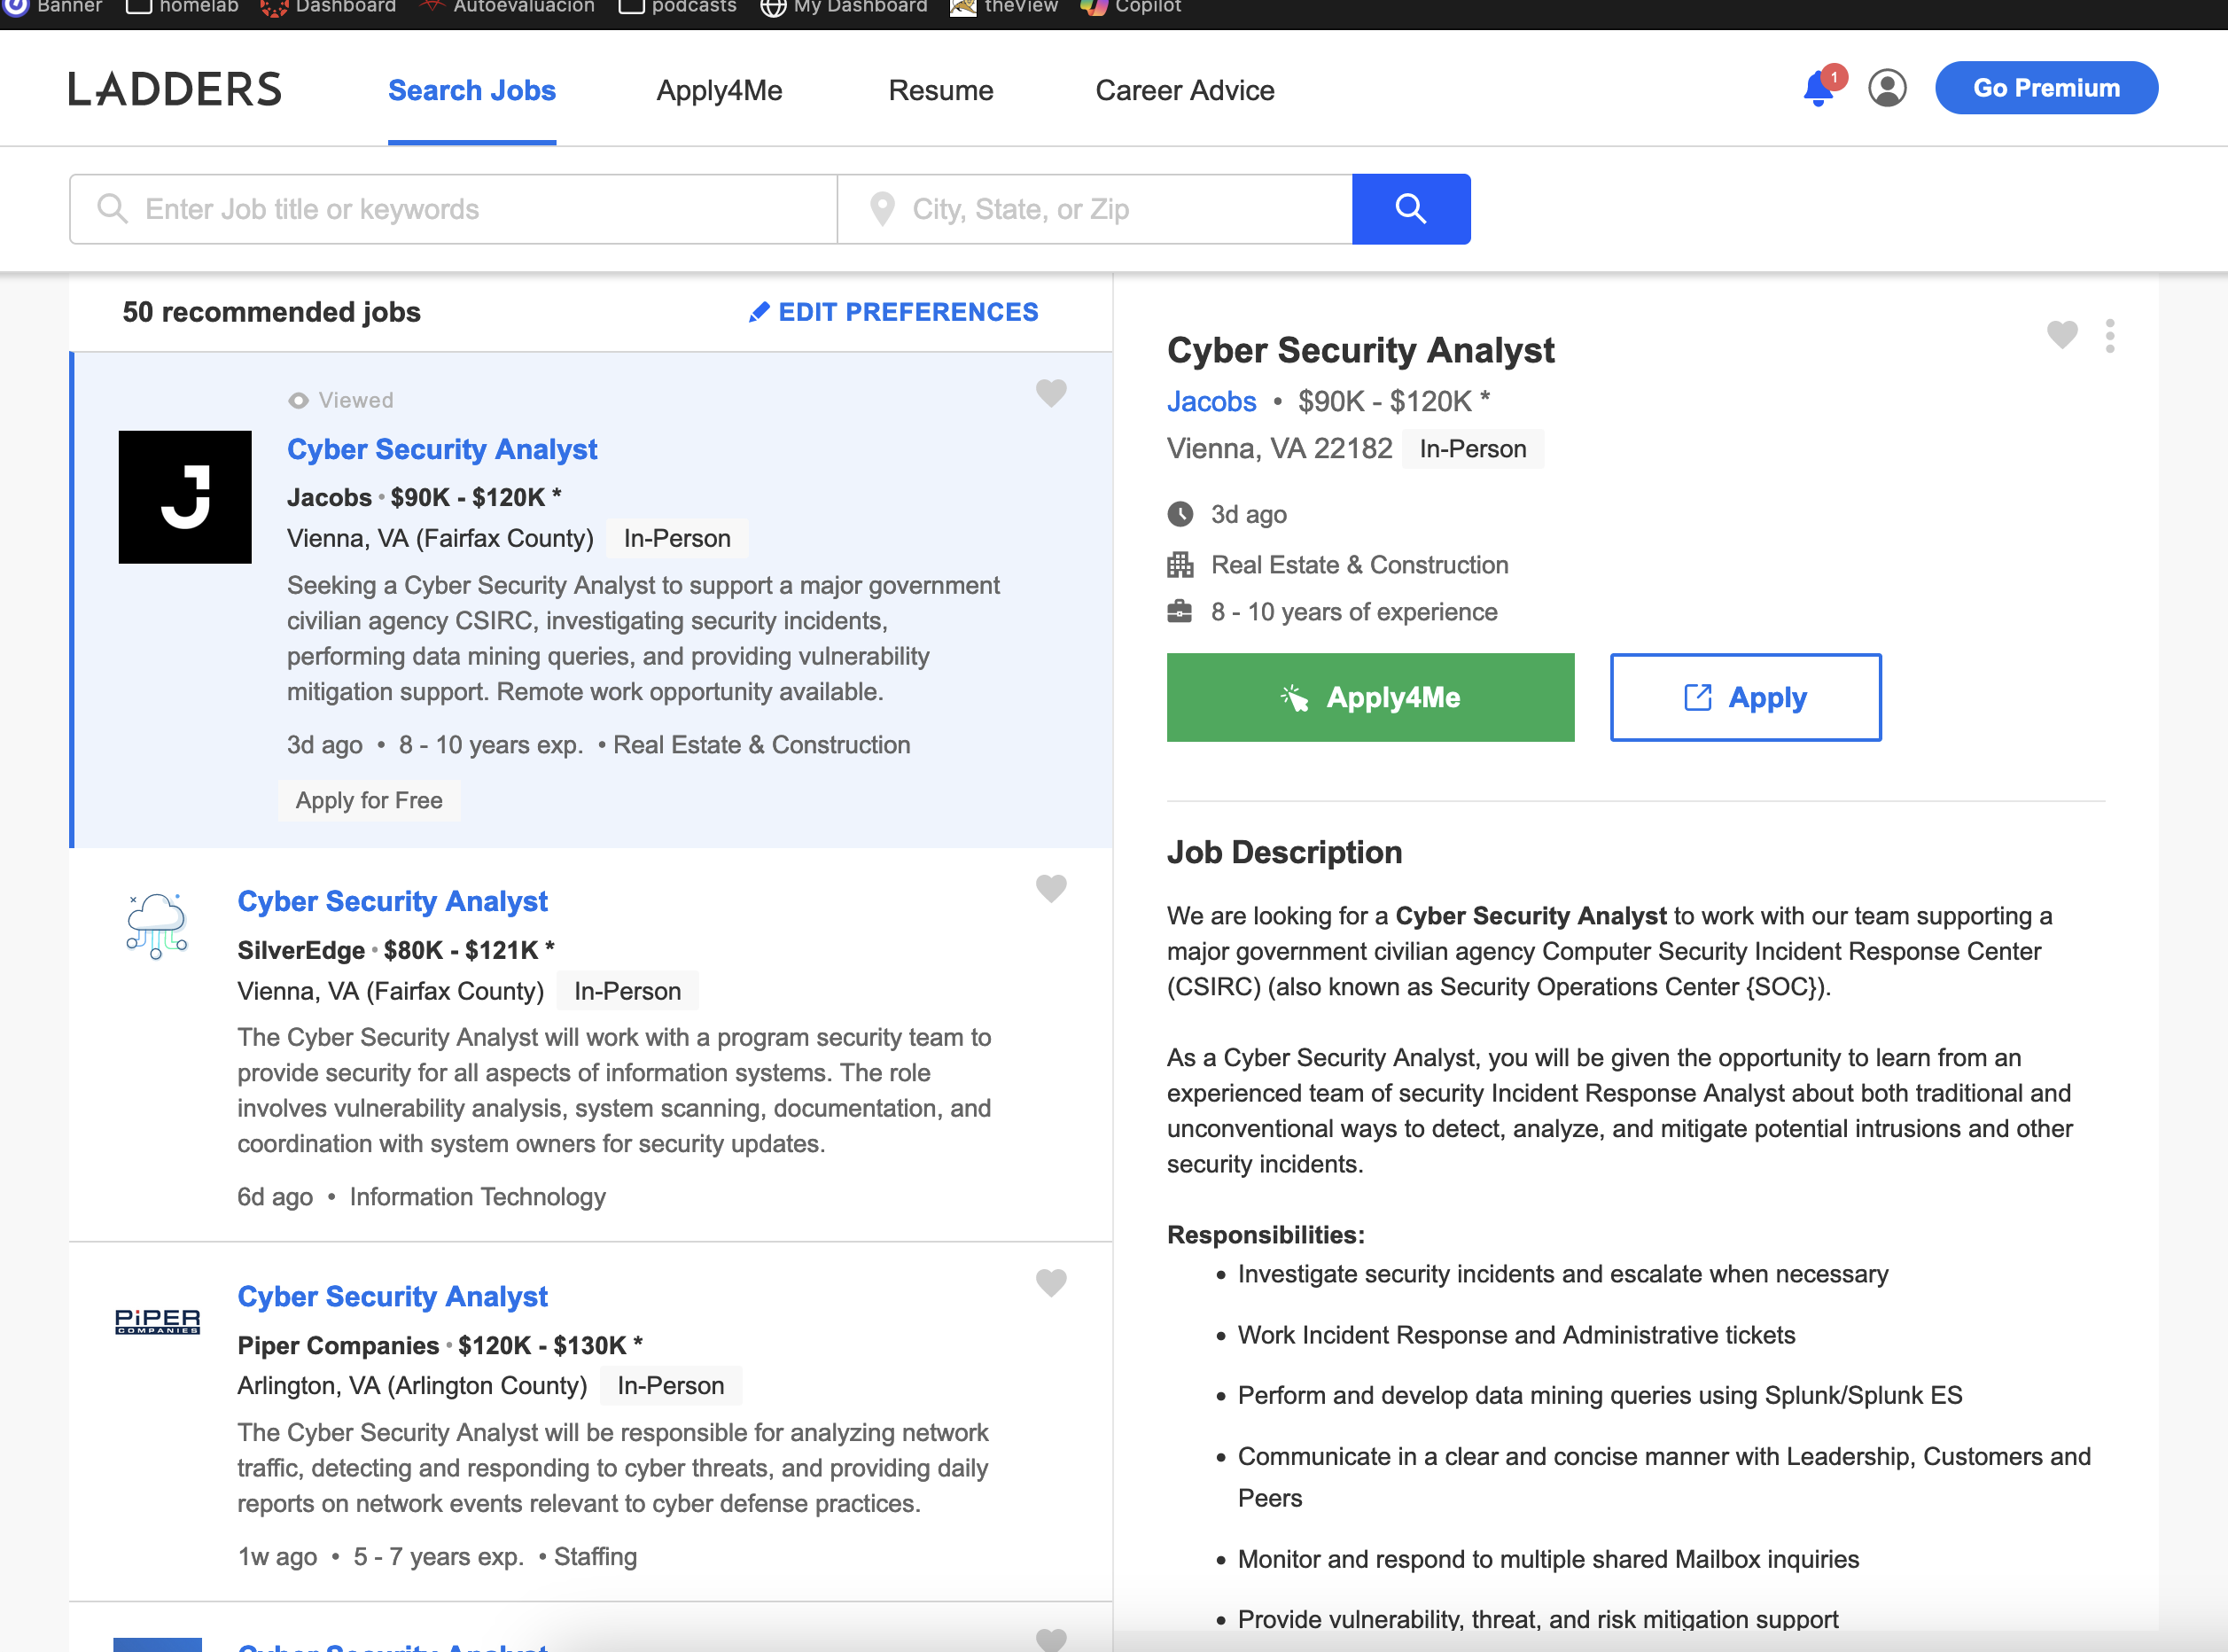 Banner homelab Dashboard Autoevaluacion podcasts My Dashboard theView Copilot
LADDERS Search Jobs Apply4Me Resume Career Advice 1 Go Premium
Enter Job title or keywords City, State, or Zip
50 recommended jobs EDIT PREFERENCES
Viewed
Cyber Security Analyst
Jacobs • $90K - $120K *
Vienna, VA (Fairfax County) In-Person
Seeking a Cyber Security Analyst to support a major government
civilian agency CSIRC, investigating security incidents,
performing data mining queries, and providing vulnerability
mitigation support. Remote work opportunity available.
3d ago • 8 - 10 years exp. • Real Estate & Construction
Apply for Free
Cyber Security Analyst
SilverEdge • $80K - $121K *
Vienna, VA (Fairfax County) In-Person
The Cyber Security Analyst will work with a program security team to
provide security for all aspects of information systems. The role
involves vulnerability analysis, system scanning, documentation, and
coordination with system owners for security updates.
6d ago • Information Technology
PiPER
COMPANIES
Cyber Security Analyst
Piper Companies • $120K - $130K *
Arlington, VA (Arlington County) In-Person
The Cyber Security Analyst will be responsible for analyzing network
traffic, detecting and responding to cyber threats, and providing daily
reports on network events relevant to cyber defense practices.
1w ago • 5 - 7 years exp. • Staffing
Cyber Security Analyst
Cyber Security Analyst
Jacobs • $90K - $120K *
Vienna, VA 22182 In-Person
3d ago
Real Estate & Construction
8 - 10 years of experience
Apply4Me Apply
Job Description
We are looking for a Cyber Security Analyst to work with our team supporting a
major government civilian agency Computer Security Incident Response Center
(CSIRC) (also known as Security Operations Center {SOC}).
As a Cyber Security Analyst, you will be given the opportunity to learn from an
experienced team of security Incident Response Analyst about both traditional and
unconventional ways to detect, analyze, and mitigate potential intrusions and other
security incidents.
Responsibilities:
• Investigate security incidents and escalate when necessary
• Work Incident Response and Administrative tickets
• Perform and develop data mining queries using Splunk/Splunk ES
• Communicate in a clear and concise manner with Leadership, Customers and
Peers
• Monitor and respond to multiple shared Mailbox inquiries
• Provide vulnerability, threat, and risk mitigation support